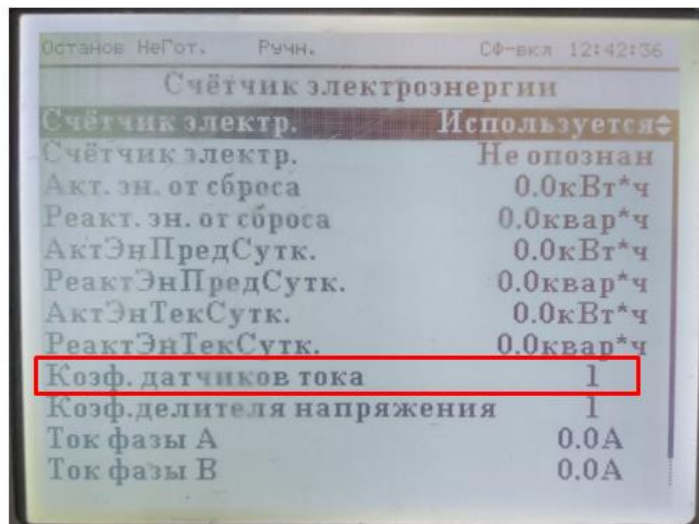 Останов НеГот. Ручн. СФ-вкл 12:42:36
Счётчик электроэнергии
Счётчик электр. Используется
Счётчик электр. Не опознан
Акт. эн. от сброса 0.0кВт*ч
Реакт. эн. от сброса 0.0квар*ч
АктЭнПредСутк. 0.0кВт*ч
РеактЭнПредСутк. 0.0квар*ч
АктЭнТекСутк. 0.0кВт*ч
РеактЭнТекСутк. 0.0квар*ч
Коэф. датчиков тока 1
Коэф.делителя напряжения 1
Ток фазы А 0.0А
Ток фазы В 0.0А